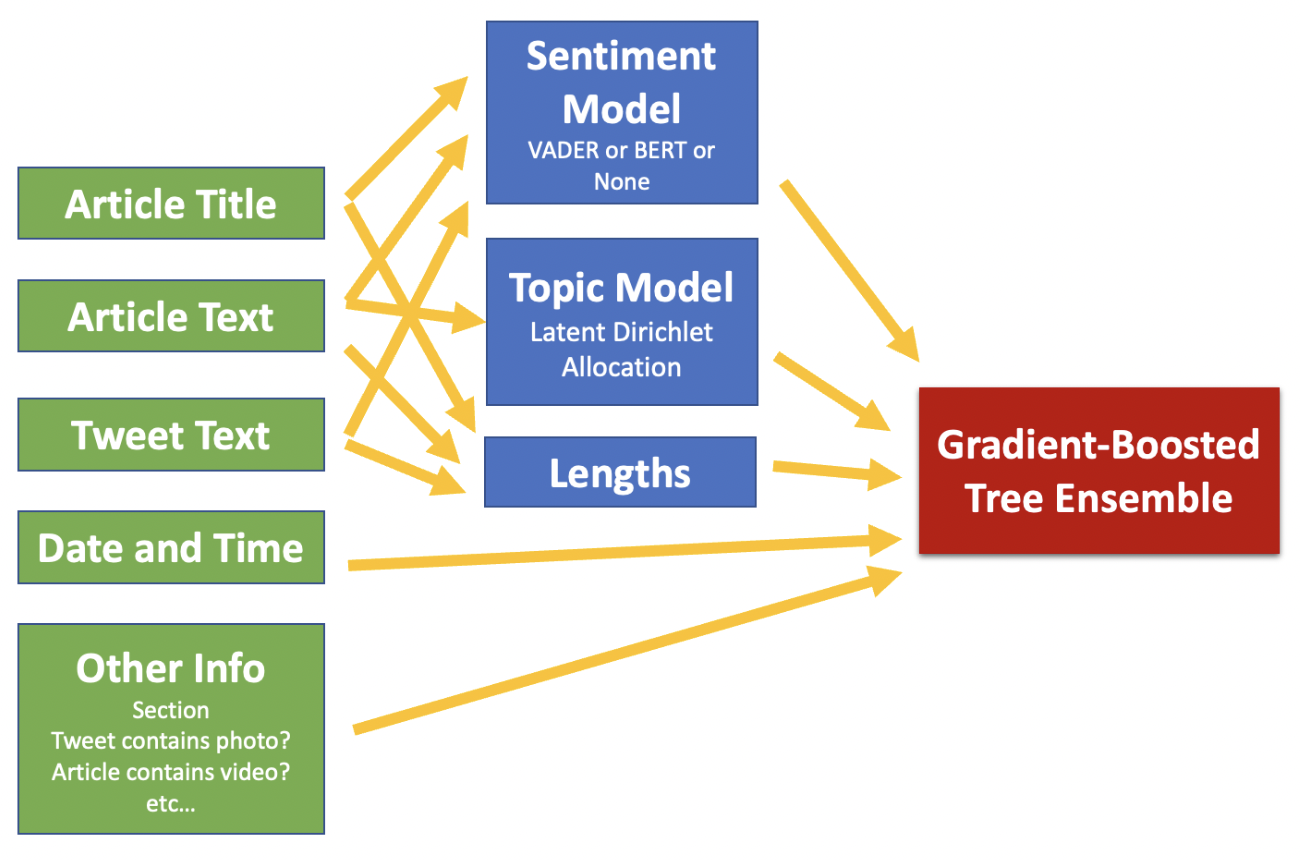 Article Title
Article Text
Tweet Text
Date and Time
Other Info
Section
Tweet contains photo?
Article contains video?
etc...
Sentiment
Model
VADER or BERT or
None
Topic Model
Latent Dirichlet
Allocation
Lengths
Gradient-Boosted
Tree Ensemble